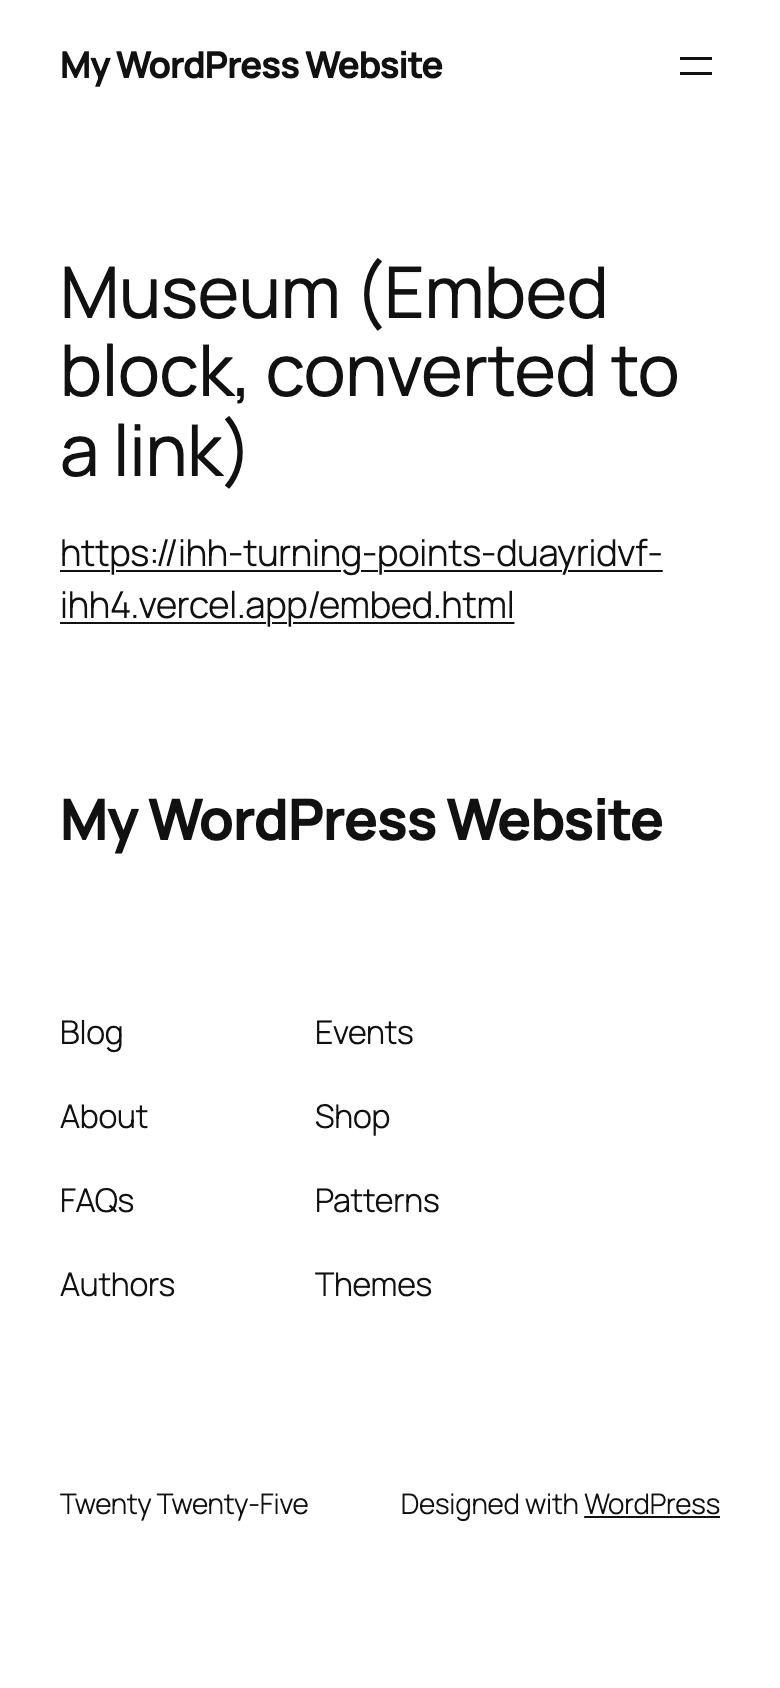 My WordPress Website
Museum (Embed
block, converted to
a link)
https://ihh-turning-points-duayridvf-
ihh4.vercel.app/embed.html
My WordPress Website
Blog
About
FAQs
Authors
Events
Shop
Patterns
Themes
Twenty Twenty-Five
Designed with WordPress